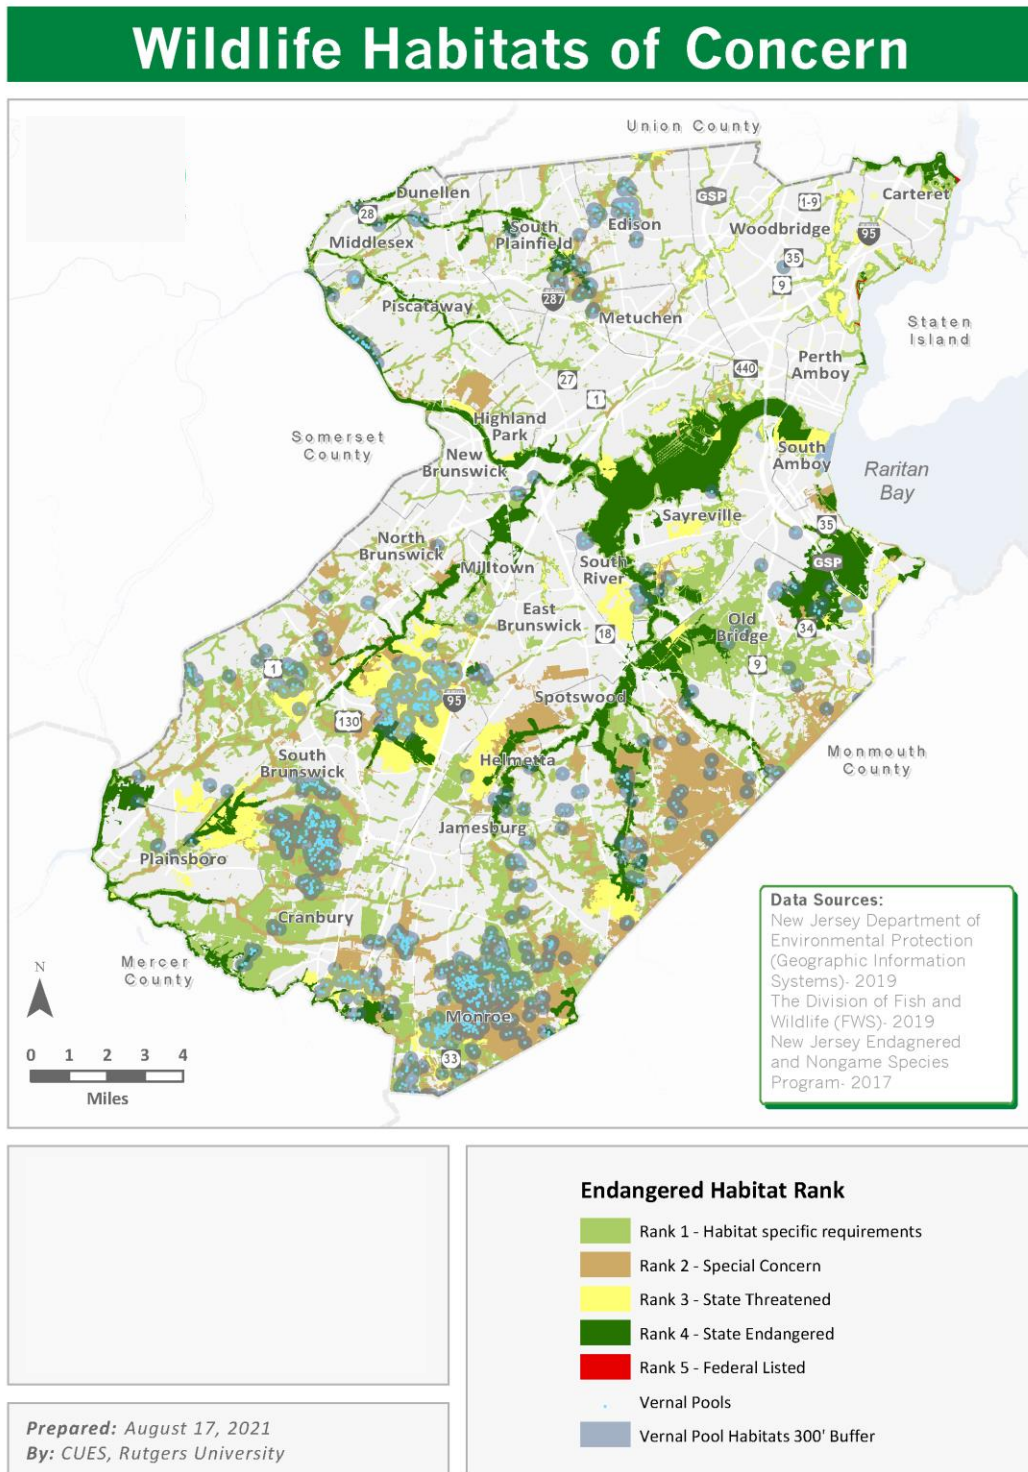 Wildlife Habitats of Concern
Union County
Dunellen
28
Middlesex
South
Plainfield
Edison
GSP
1-9
Woodbridge
Carteret
95
35
9
Piscataway
287
Metuchen
Staten
Island
27
1
440
Perth
Amboy
Highland
Park
Somerset
County
New
Brunswick
South
Amboy
Raritan
Bay
Sayreville
35
North
Brunswick
Milltown
South
River
GSP
East
Brunswick
18
Old
Bridge
34
9
1
95
Spotswood
130
South
Brunswick
Helmetta
Monmouth
County
Jamesburg
Plainsboro
Cranbury
Mercer
County
Monroe
33
N
0 1 2 3 4
Miles
Data Sources:
New Jersey Department of
Environmental Protection
(Geographic Information
Systems)- 2019
The Division of Fish and
Wildlife (FWS)- 2019
New Jersey Endagnered
and Nongame Species
Program- 2017
Endangered Habitat Rank
Rank 1 - Habitat specific requirements
Rank 2 - Special Concern
Rank 3 - State Threatened
Rank 4 - State Endangered
Rank 5 - Federal Listed
Vernal Pools
Vernal Pool Habitats 300' Buffer
Prepared: August 17, 2021
By: CUES, Rutgers University